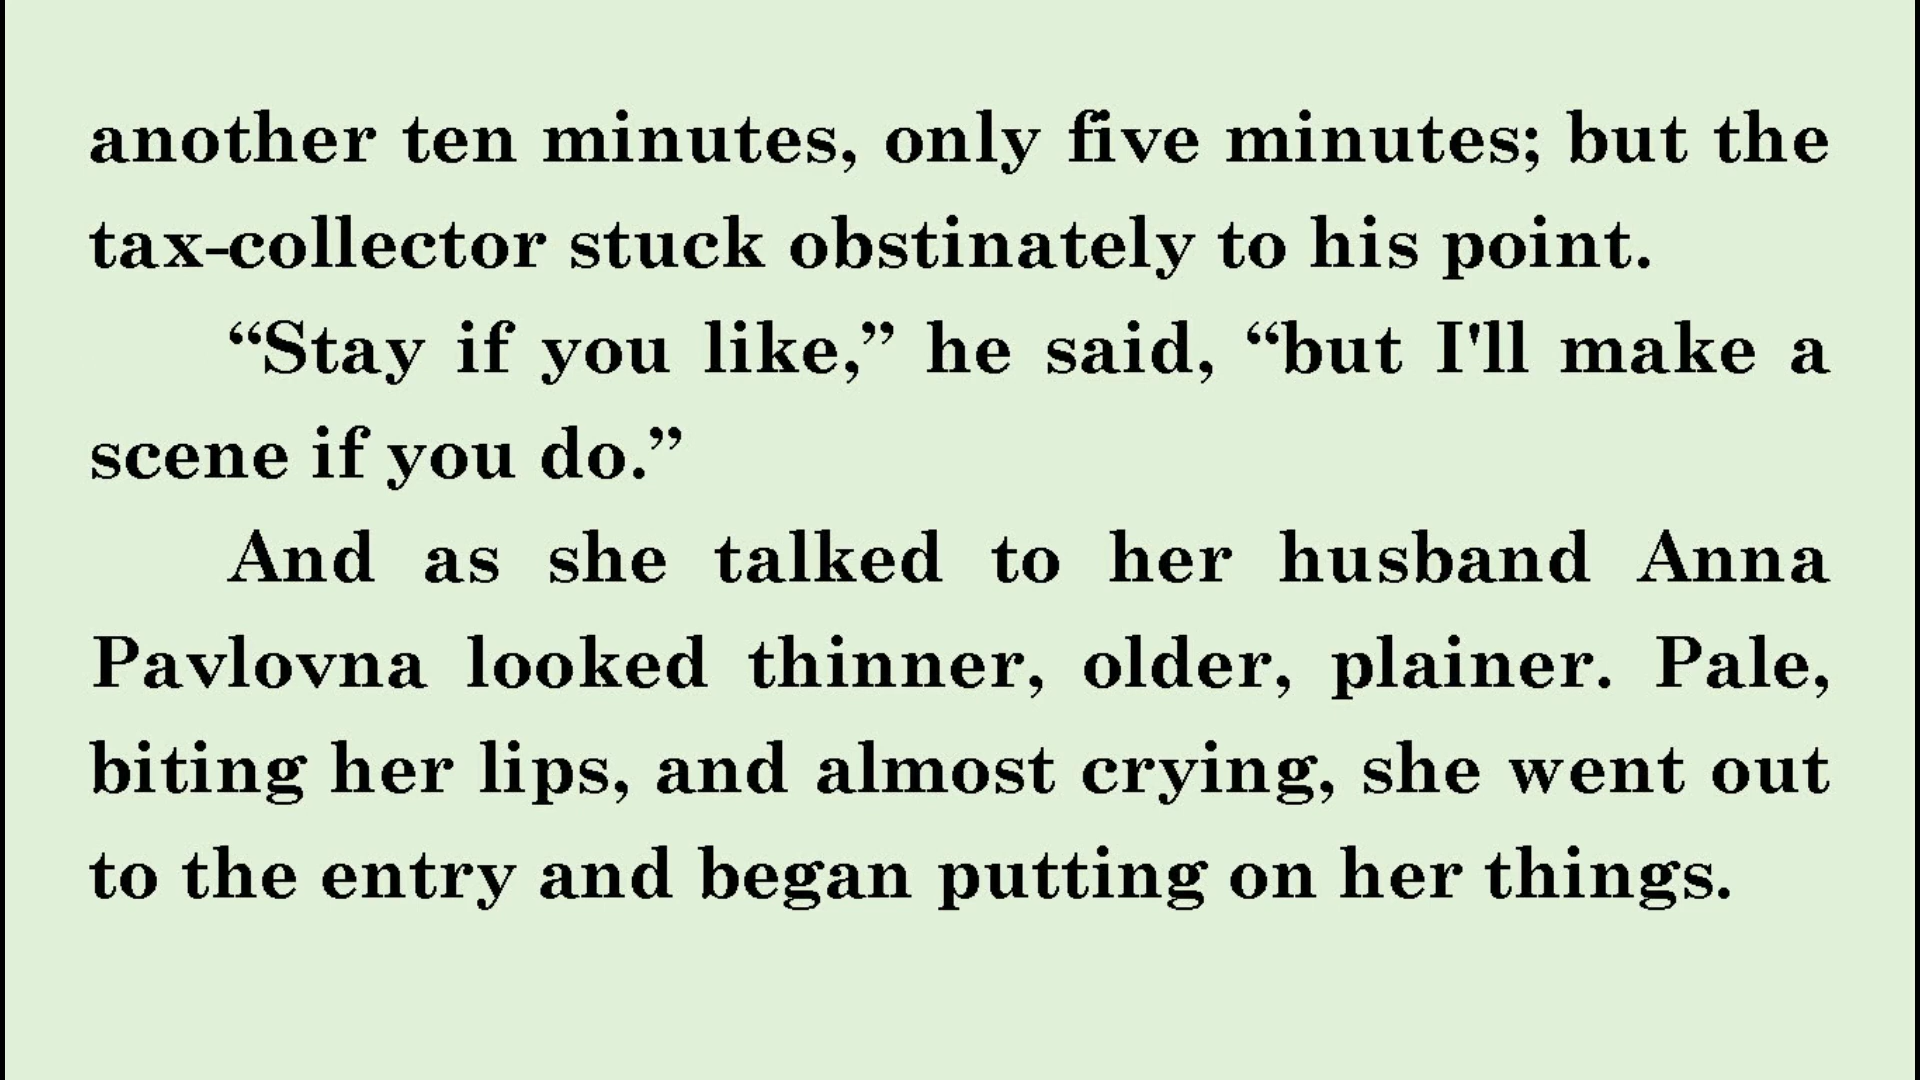 another ten minutes, only five minutes; but the
tax-collector stuck obstinately to his point.
“Stay if you like,” he said, “but I'll make a
scene if you do.”
And as she talked to her husband Anna
Pavlovna looked thinner, older, plainer. Pale,
biting her lips, and almost crying, she went out
to the entry and began putting on her things.